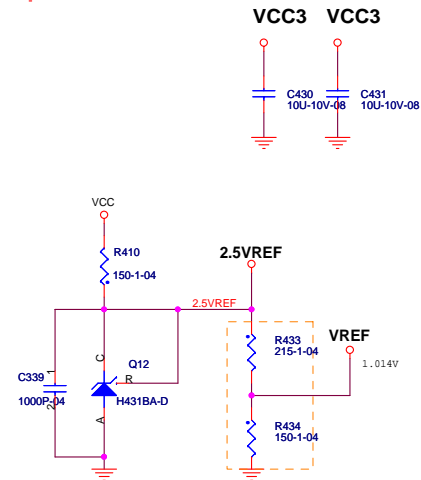 VCC3 VCC3
C430
10U-10V-08
C431
10U-10V-08
VCC
R410
150-1-04
2.5VREF
2.5VREF
R433
215-1-04
VREF
1.014V
C339
1000P-04
1
2
C
R
A
Q12
H431BA-D
R434
150-1-04